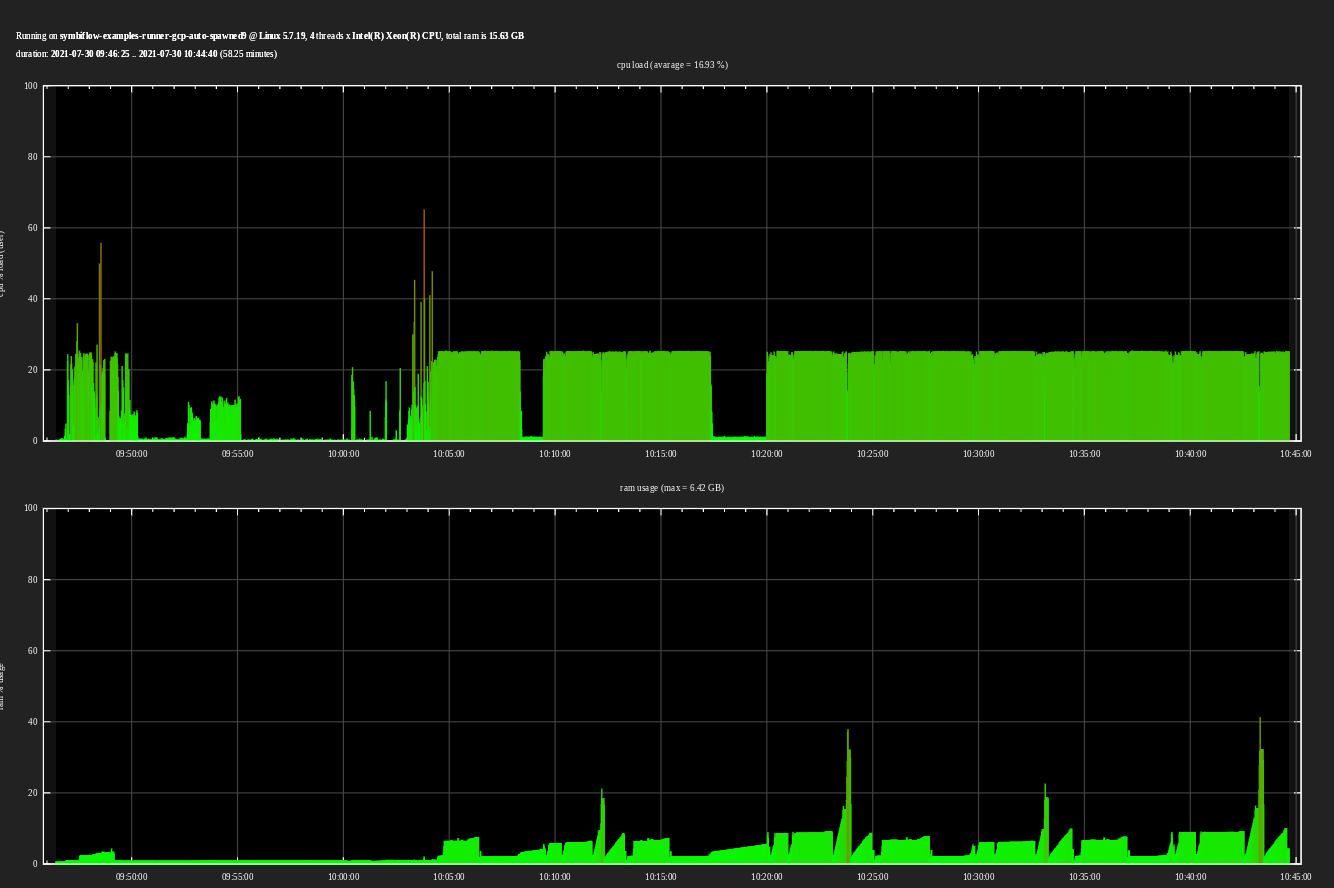 Running on symbiflow-examples-runner-gcp-auto-spawned9 @ Linux 5.7.19, 4 threads x Intel(R) Xeon(R) CPU, total ram is 15.63 GB
duration: 2021-07-30 09:46:25 .. 2021-07-30 10:44:40 (58.25 minutes)
cpu load (avarage = 16.93 %)
100
80
60
40
20
0
cpu % load (user)
09:50:00 09:55:00 10:00:00 10:05:00 10:10:00 10:15:00 10:20:00 10:25:00 10:30:00 10:35:00 10:40:00 10:45:00
ram usage (max = 6.42 GB)
100
80
60
40
20
0
ram % usage
09:50:00 09:55:00 10:00:00 10:05:00 10:10:00 10:15:00 10:20:00 10:25:00 10:30:00 10:35:00 10:40:00 10:45:00